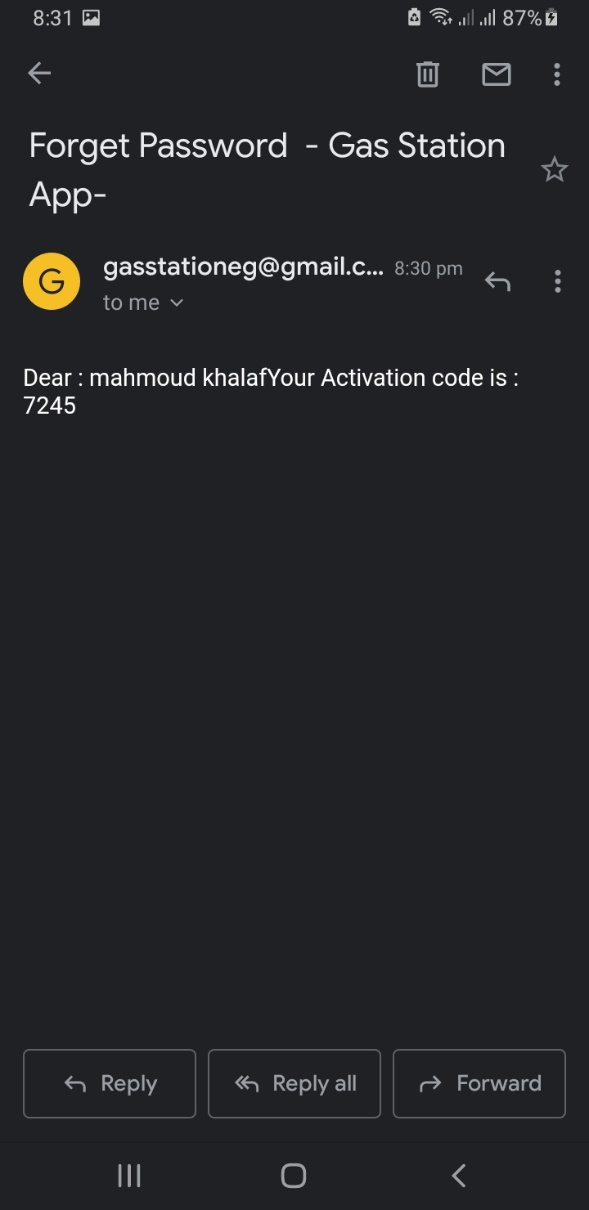 8:31 87%
Forget Password - Gas Station
App-
G
gasstationeg@gmail.c... 8:30 pm
to me
Dear : mahmoud khalafYour Activation code is :
7245
Reply Reply all Forward